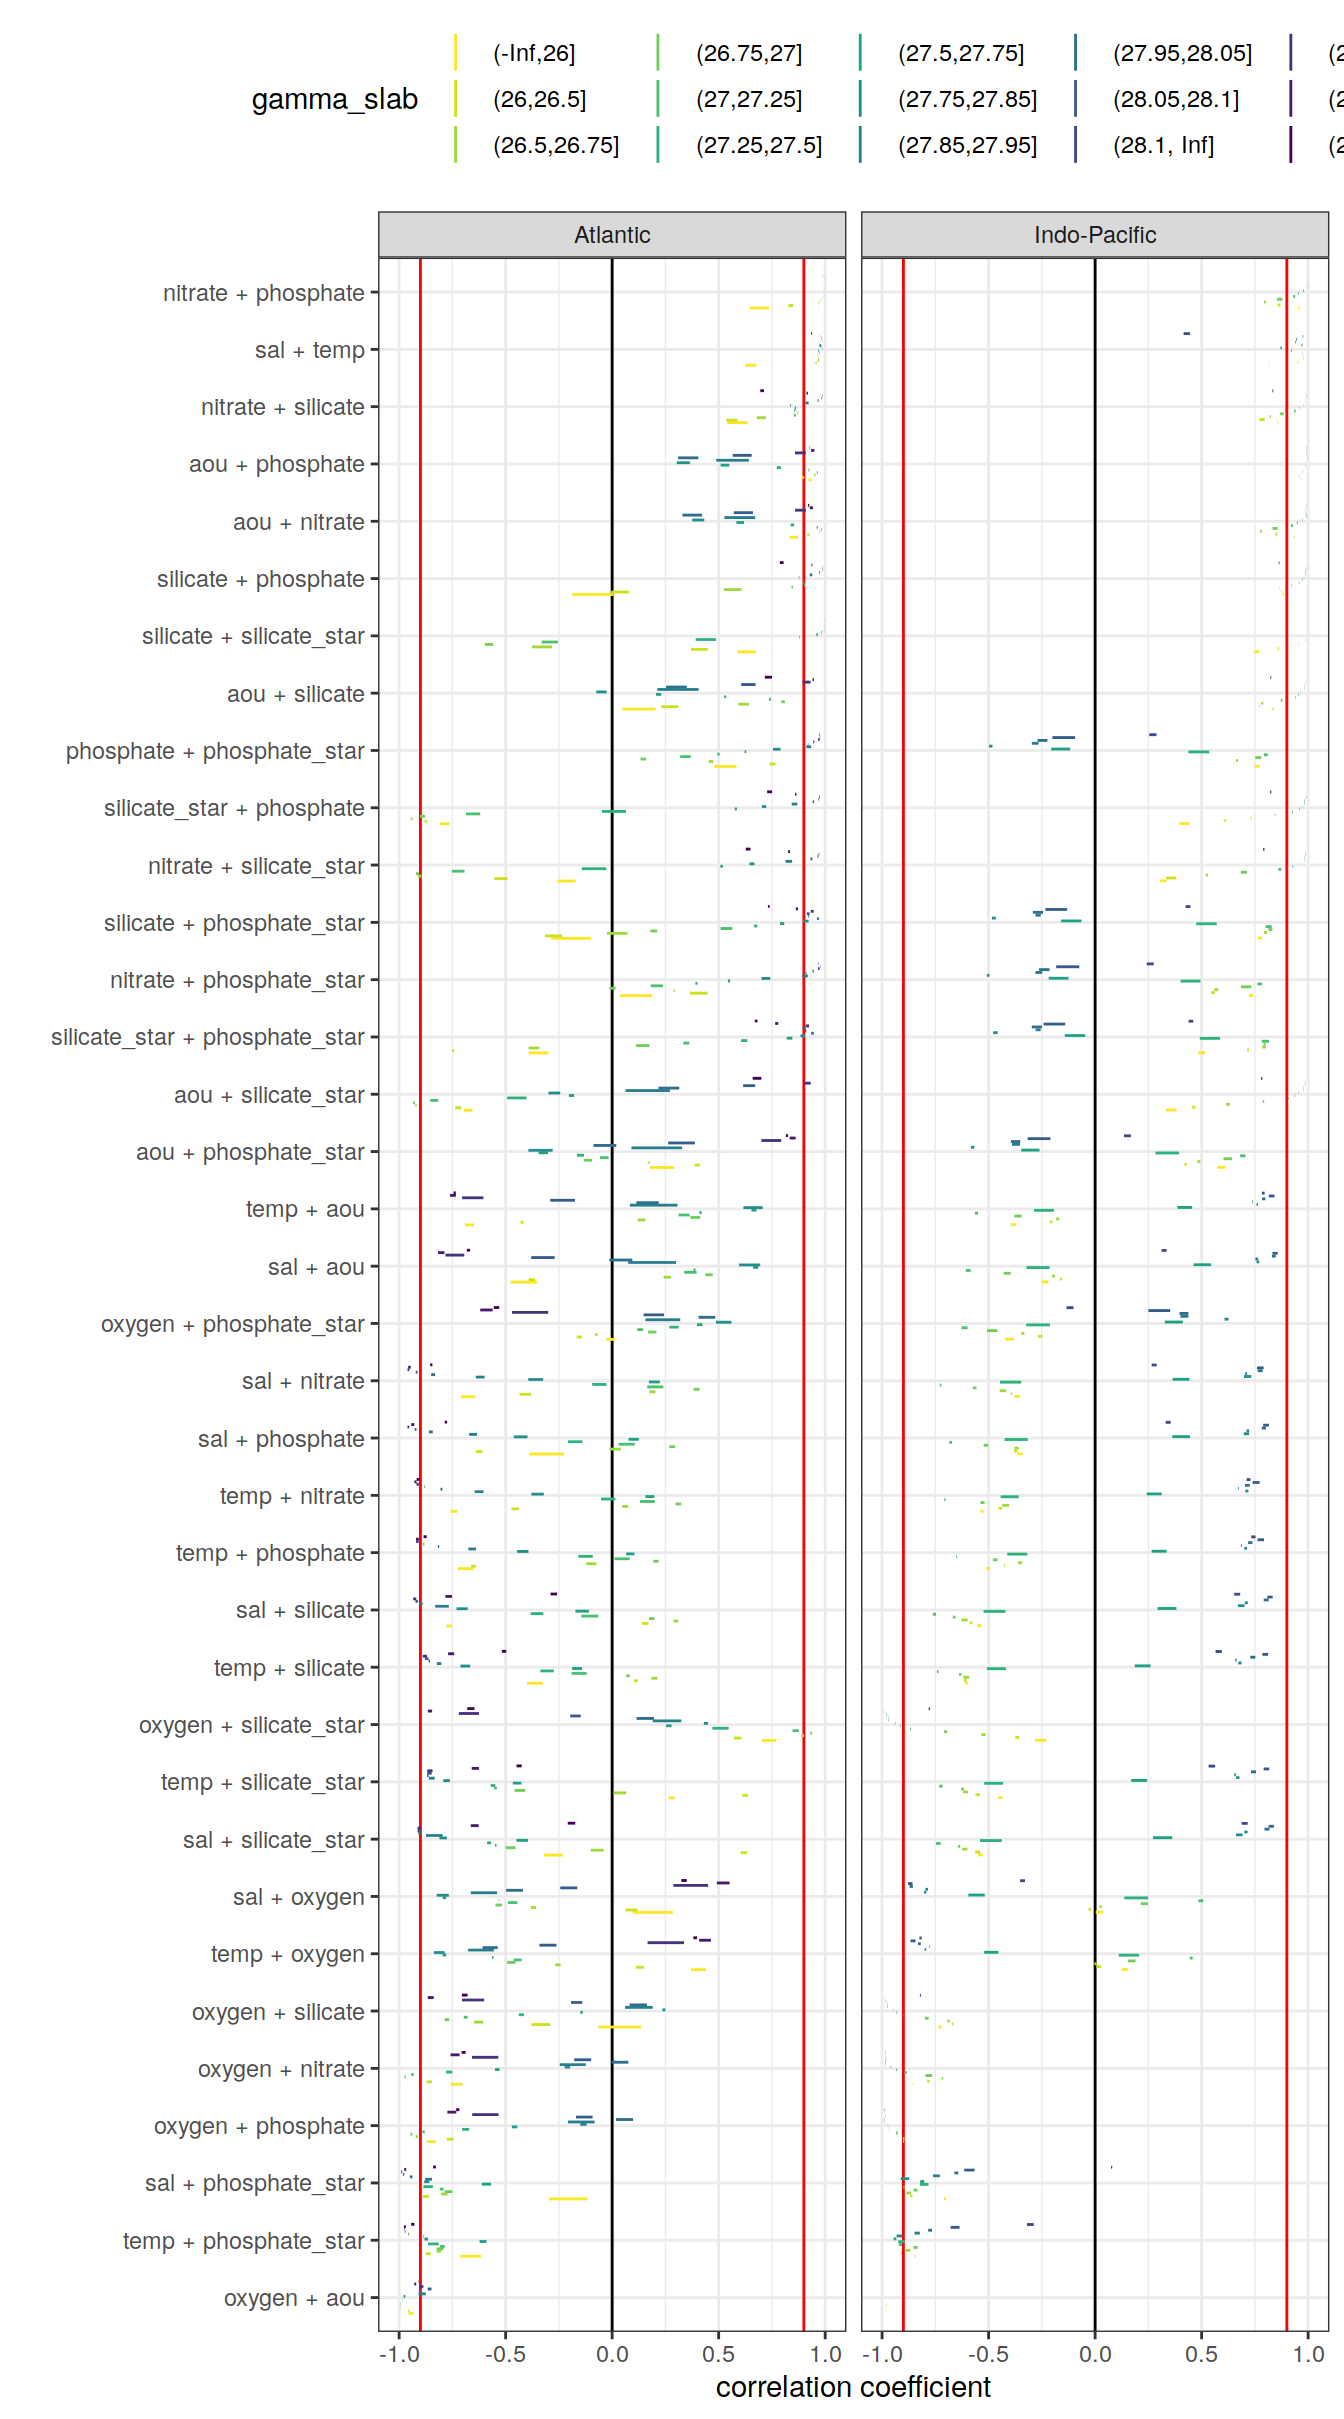 (-Inf,26] (26.75,27] (27.5,27.75] (27.95,28.05]
gamma_slab (26,26.5] (27,27.25] (27.75,27.85] (28.05,28.1]
(26.5,26.75] (27.25,27.5] (27.85,27.95] (28.1, Inf]
Atlantic Indo-Pacific
nitrate + phosphate
sal + temp
nitrate + silicate
aou + phosphate
aou + nitrate
silicate + phosphate
silicate + silicate_star
aou + silicate
phosphate + phosphate_star
silicate_star + phosphate
nitrate + silicate_star
silicate + phosphate_star
nitrate + phosphate_star
silicate_star + phosphate_star
aou + silicate_star
aou + phosphate_star
temp + aou
sal + aou
oxygen + phosphate_star
sal + nitrate
sal + phosphate
temp + nitrate
temp + phosphate
sal + silicate
temp + silicate
oxygen + silicate_star
temp + silicate_star
sal + silicate_star
sal + oxygen
temp + oxygen
oxygen + silicate
oxygen + nitrate
oxygen + phosphate
sal + phosphate_star
temp + phosphate_star
oxygen + aou
-1.0 -0.5 0.0 0.5 1.0 -1.0 -0.5 0.0 0.5 1.0
correlation coefficient